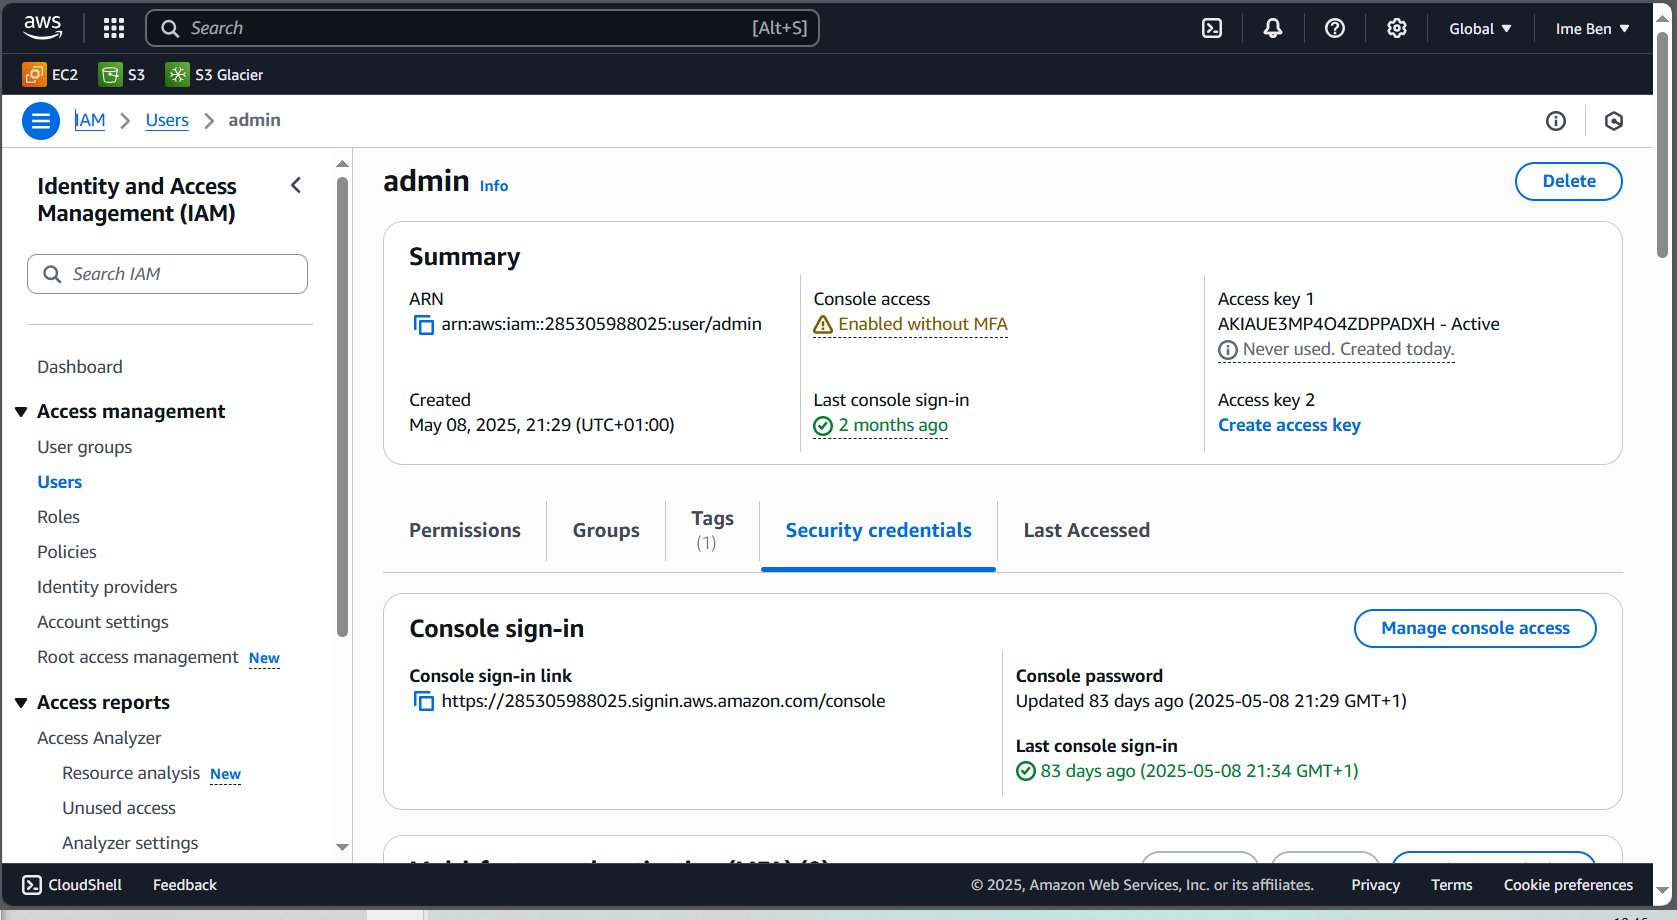 aws
Search
[Alt+S]
Global
Ime Ben
EC2
S3
S3 Glacier
IAM
Users
admin
Identity and Access
Management (IAM)
Search IAM
Dashboard
Access management
User groups
Users
Roles
Policies
Identity providers
Account settings
Root access management New
Access reports
Access Analyzer
Resource analysis New
Unused access
Analyzer settings
admin Info
Delete
Summary
ARN
arn:aws:iam::285305988025:user/admin
Created
May 08, 2025, 21:29 (UTC+01:00)
Console access
Enabled without MFA
Last console sign-in
2 months ago
Access key 1
AKIAUE3MP4O4ZDPPADXH - Active
Never used. Created today.
Access key 2
Create access key
Permissions
Groups
Tags
(1)
Security credentials
Last Accessed
Console sign-in
Manage console access
Console sign-in link
https://285305988025.signin.aws.amazon.com/console
Console password
Updated 83 days ago (2025-05-08 21:29 GMT+1)
Last console sign-in
83 days ago (2025-05-08 21:34 GMT+1)
CloudShell
Feedback
© 2025, Amazon Web Services, Inc. or its affiliates.
Privacy
Terms
Cookie preferences